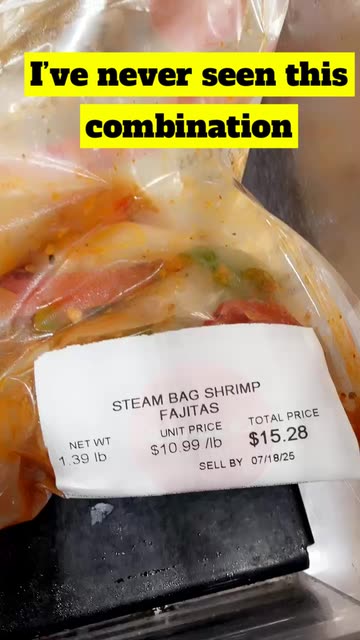 I've never seen this
combination
STEAM BAG SHRIMP
FAJITAS
NET WT
1.39 lb
UNIT PRICE
$10.99 /lb
TOTAL PRICE
$15.28
SELL BY 07/18/25